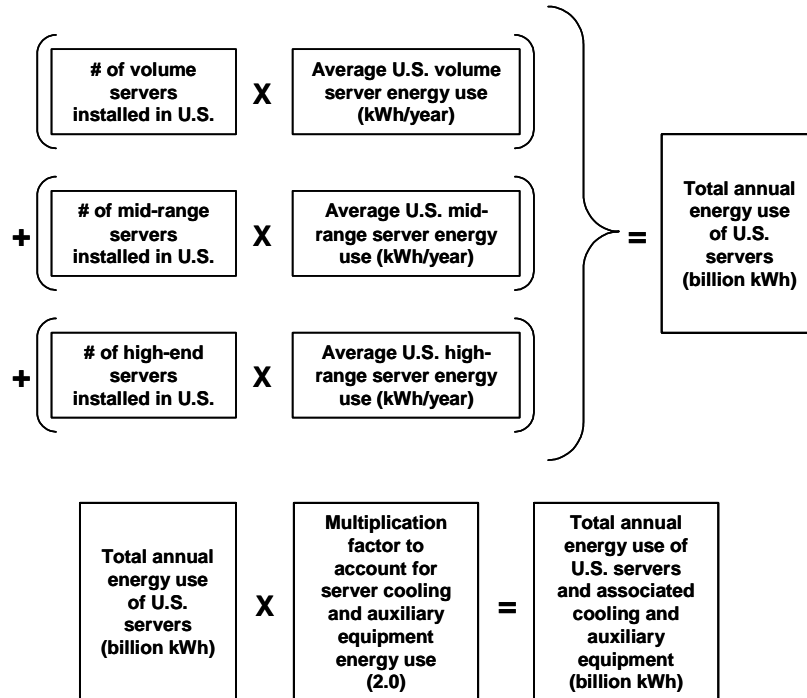 # of volume
servers
installed in U.S.
X
Average U.S. volume
server energy use
(kWh/year)
+
# of mid-range
servers
installed in U.S.
X
Average U.S. mid-
range server energy
use (kWh/year)
+
# of high-end
servers
installed in U.S.
X
Average U.S. high-
range server energy
use (kWh/year)
=
Total annual
energy use
of U.S.
servers
(billion kWh)
Total annual
energy use
of U.S.
servers
(billion kWh)
X
Multiplication
factor to
account for
server cooling
and auxiliary
equipment
energy use
(2.0)
=
Total annual
energy use of
U.S. servers
and associated
cooling and
auxiliary
equipment
(billion kWh)